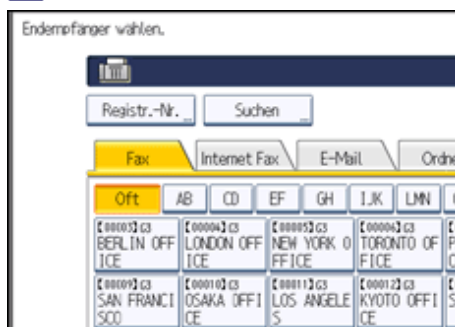 Endempfänger wählen.
Registr.-Nr. Suchen
Fax Internet Fax E-Mail Ordne
Oft AB CD EF GH IJK LMN
【00003】G3 【00004】G3 【00005】G3 【00006】G3
BERLIN OFF LONDON OFF NEW YORK O TORONTO OF
ICE ICE FFICE FICE
【00009】G3 【00010】G3 【00011】G3 【00012】G3
SAN FRANCI OSAKA OFFI LOS ANGELE KYOTO OFFI
SCO CE S CE